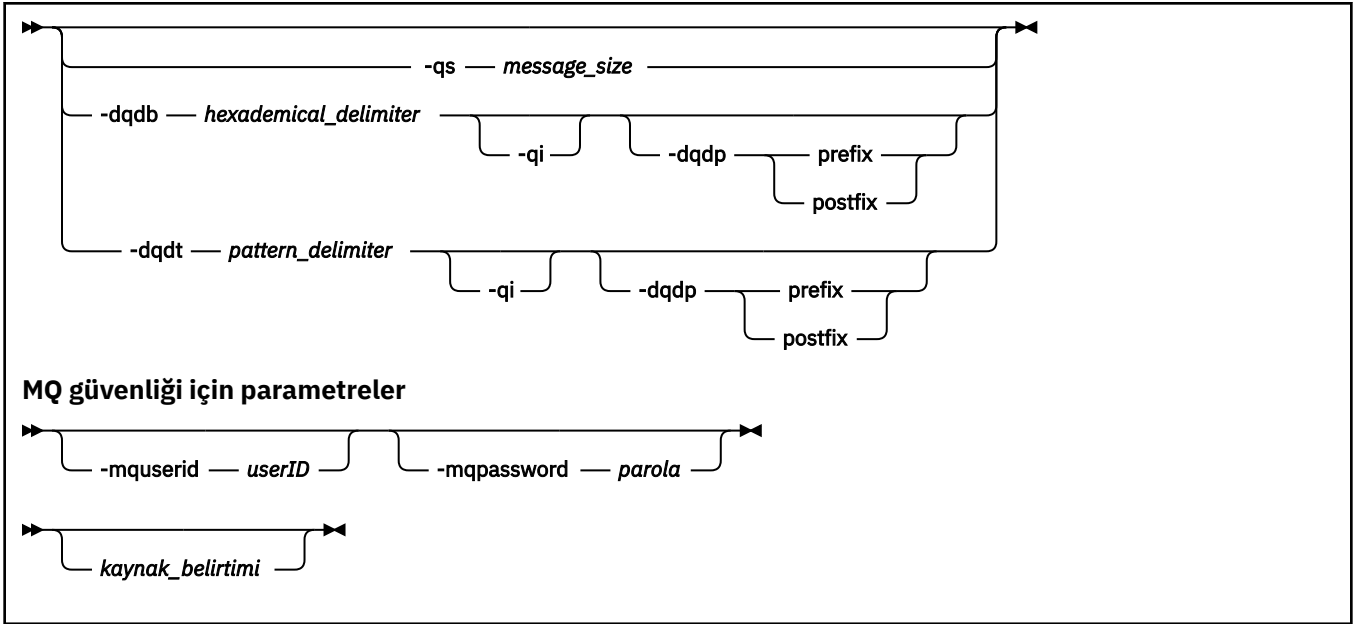 -qs message_size
-dqdb hexademical_delimiter
-qi -dqdp prefix
postfix
-dqdt pattern_delimiter
-qi -dqdp prefix
postfix
MQ güvenliği için parametreler
-mquserid userID -mqpassword parola
kaynak_belirtimi